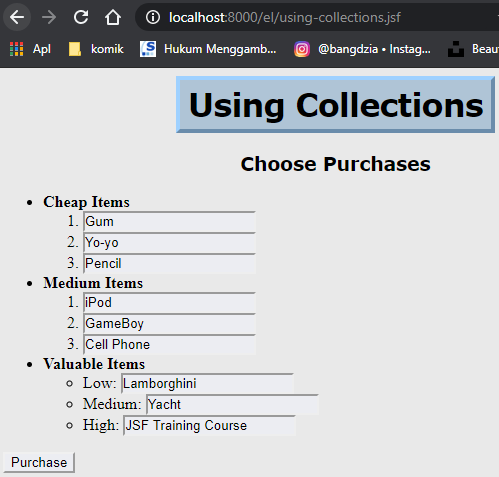 localhost:8000/el/using-collections.jsf
Apl komik Hukum Menggamb... @bangdzia • Instag... Beau
Using Collections
Choose Purchases
• Cheap Items
1. Gum
2. Yo-yo
3. Pencil
• Medium Items
1. iPod
2. GameBoy
3. Cell Phone
• Valuable Items
○ Low: Lamborghini
○ Medium: Yacht
○ High: JSF Training Course
Purchase